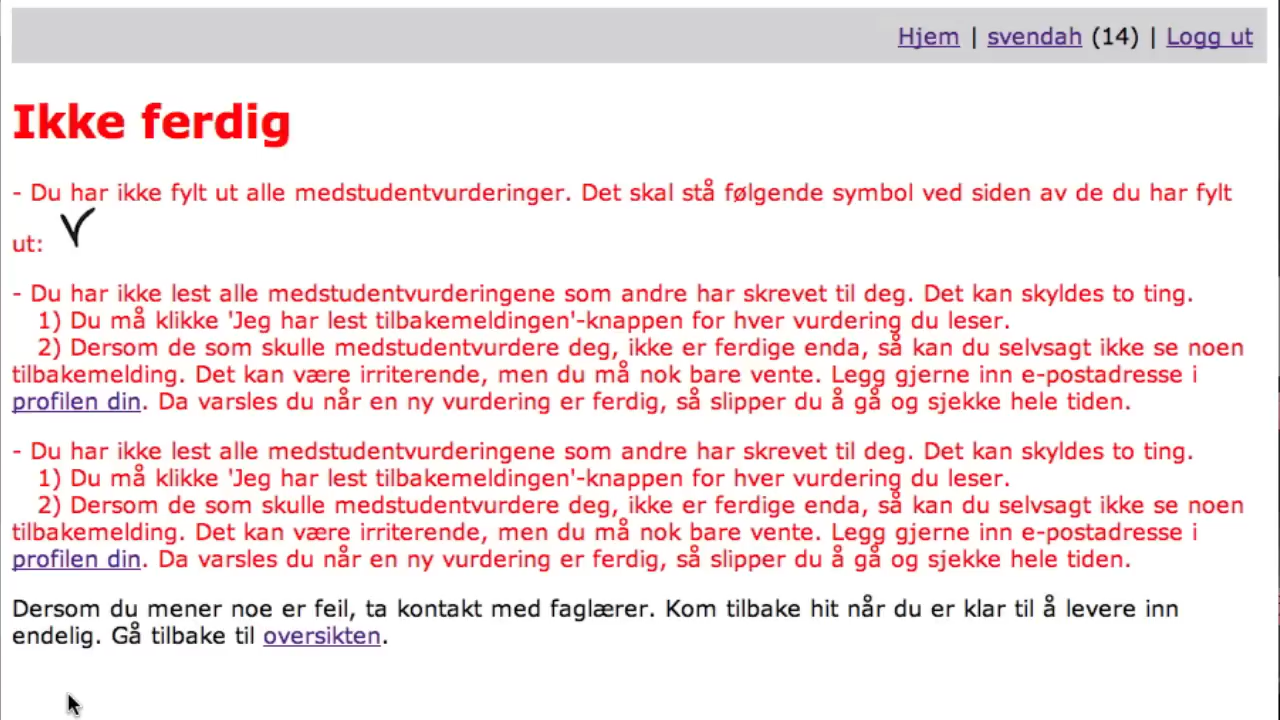 Hjem | svendah (14) | Logg ut
Ikke ferdig
- Du har ikke fylt ut alle medstudentvurderinger. Det skal stå følgende symbol ved siden av de du har fylt
ut:
- Du har ikke lest alle medstudentvurderingene som andre har skrevet til deg. Det kan skyldes to ting.
1) Du må klikke 'Jeg har lest tilbakemeldingen'-knappen for hver vurdering du leser.
2) Dersom de som skulle medstudentvurdere deg, ikke er ferdige enda, så kan du selvsagt ikke se noen
tilbakemelding. Det kan være irriterende, men du må nok bare vente. Legg gjerne inn e-postadresse i
profilen din. Da varsles du når en ny vurdering er ferdig, så slipper du å gå og sjekke hele tiden.
- Du har ikke lest alle medstudentvurderingene som andre har skrevet til deg. Det kan skyldes to ting.
1) Du må klikke 'Jeg har lest tilbakemeldingen'-knappen for hver vurdering du leser.
2) Dersom de som skulle medstudentvurdere deg, ikke er ferdige enda, så kan du selvsagt ikke se noen
tilbakemelding. Det kan være irriterende, men du må nok bare vente. Legg gjerne inn e-postadresse i
profilen din. Da varsles du når en ny vurdering er ferdig, så slipper du å gå og sjekke hele tiden.
Dersom du mener noe er feil, ta kontakt med faglærer. Kom tilbake hit når du er klar til å levere inn
endelig. Gå tilbake til oversikten.